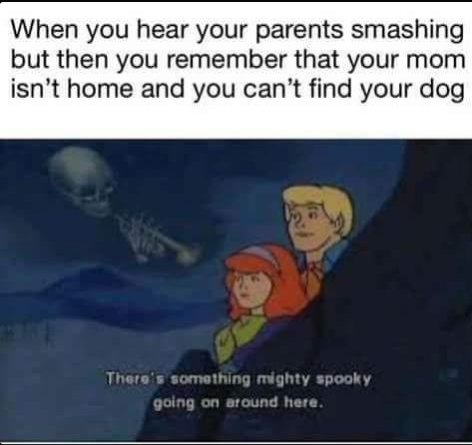 When you hear your parents smashing
but then you remember that your mom
isn't home and you can't find your dog
There's something mighty spooky
going on around here.